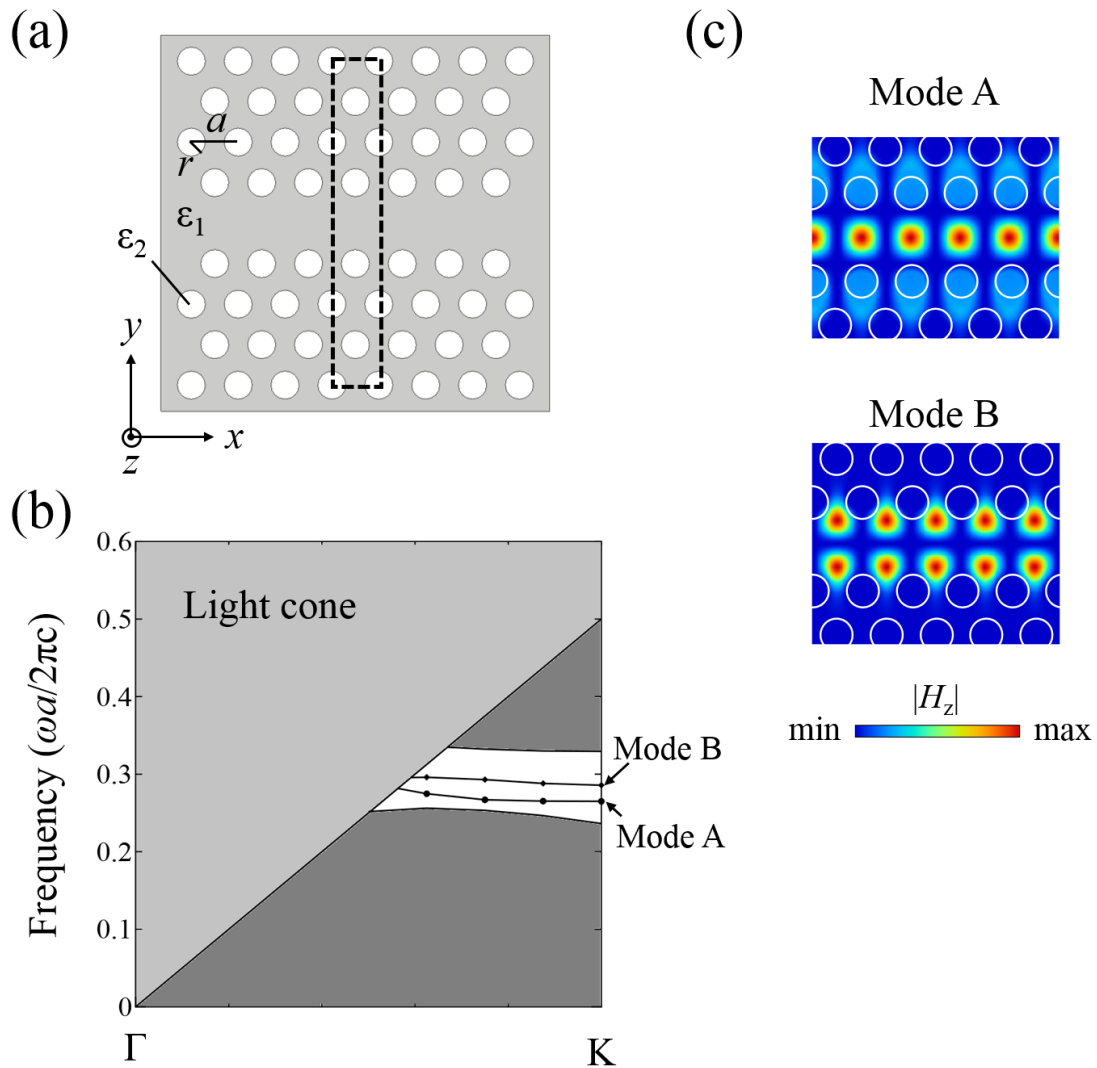 (a)
a
r
ε1
ε2
y
x
z
(b)
Frequency (ωa/2πc)
0.6
0.5
0.4
0.3
0.2
0.1
0
Light cone
Mode B
Mode A
Γ
K
(c)
Mode A
Mode B
|Hz|
min max